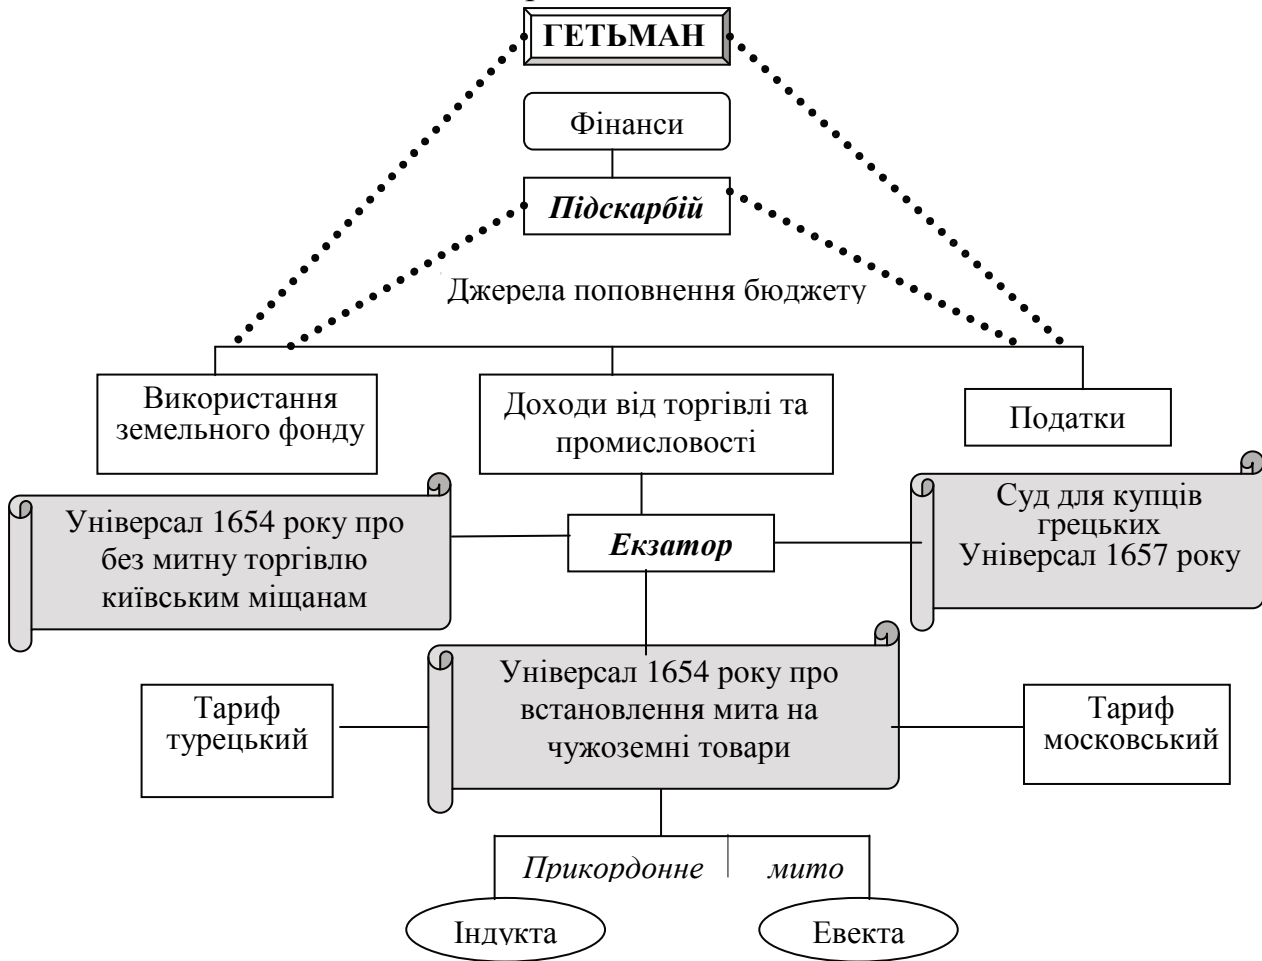 ГЕТЬМАН
Фінанси
Підскарбій
Джерела поповнення бюджету
Використання
земельного фонду
Доходи від торгівлі та
промисловості
Податки
Універсал 1654 року про
без митну торгівлю
київським міщанам
Екзатор
Суд для купців
грецьких
Універсал 1657 року
Тариф
турецький
Універсал 1654 року про
встановлення мита на
чужоземні товари
Тариф
московський
Прикордонне мито
Індукта
Евекта